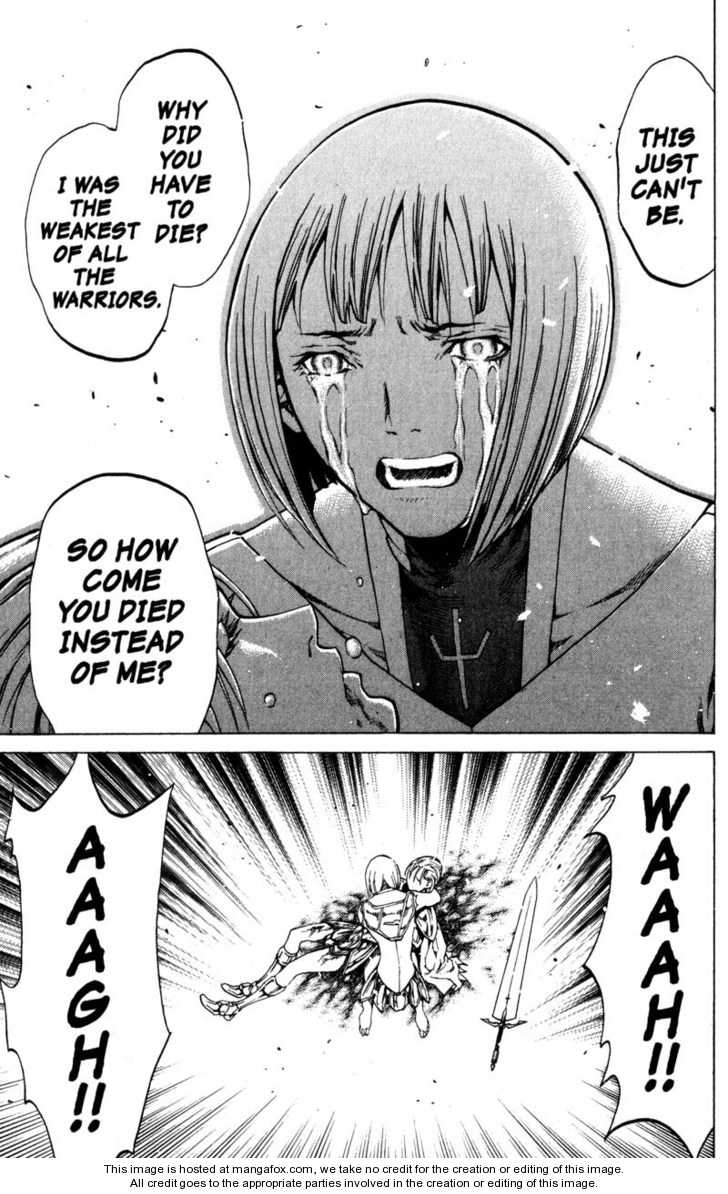 THIS
JUST
CAN'T
BE.
WHY
DID
YOU
HAVE
TO
DIE?
I WAS
THE
WEAKEST
OF ALL
THE
WARRIORS.
SO HOW
COME
YOU DIED
INSTEAD
OF ME?
WAAAH!!
AAAGH!!
This image is hosted at mangafox.com, we take no credit for the creation or editing of this image.
All credit goes to the appropriate parties involved in the creation or editing of this image.